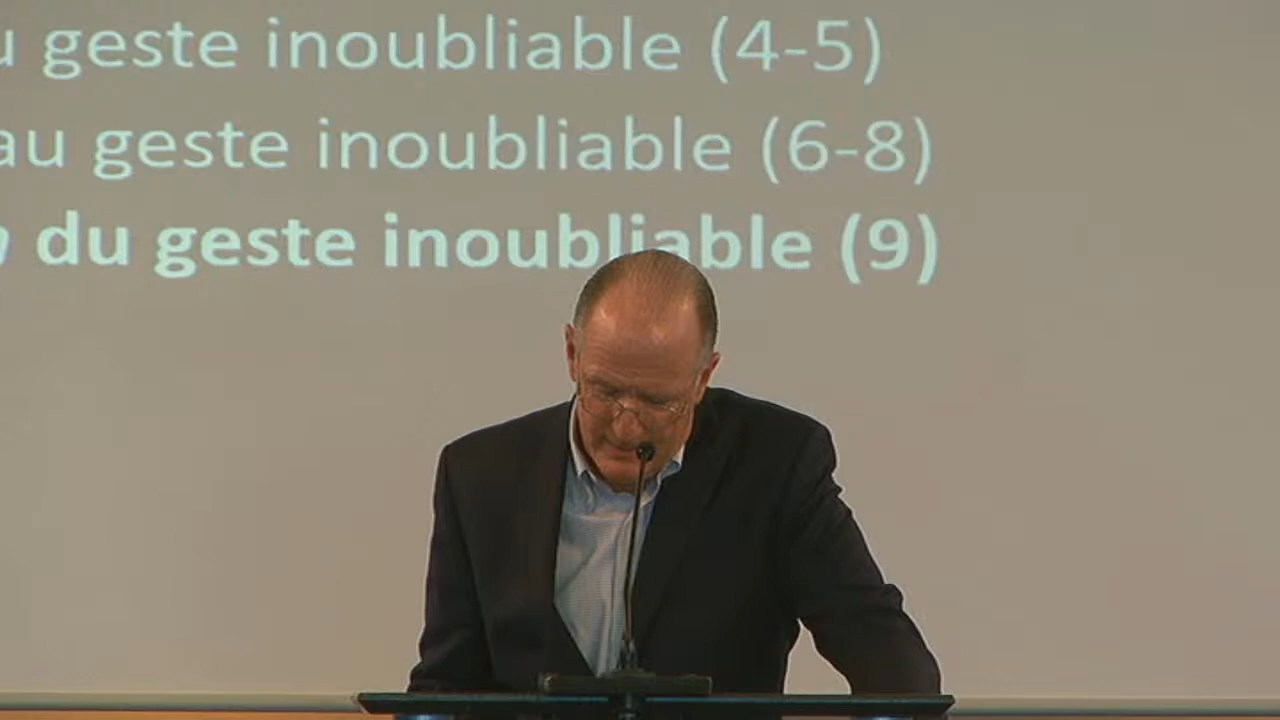 geste inoubliable (4-5)
au geste inoubliable (6-8)
du geste inoubliable (9)